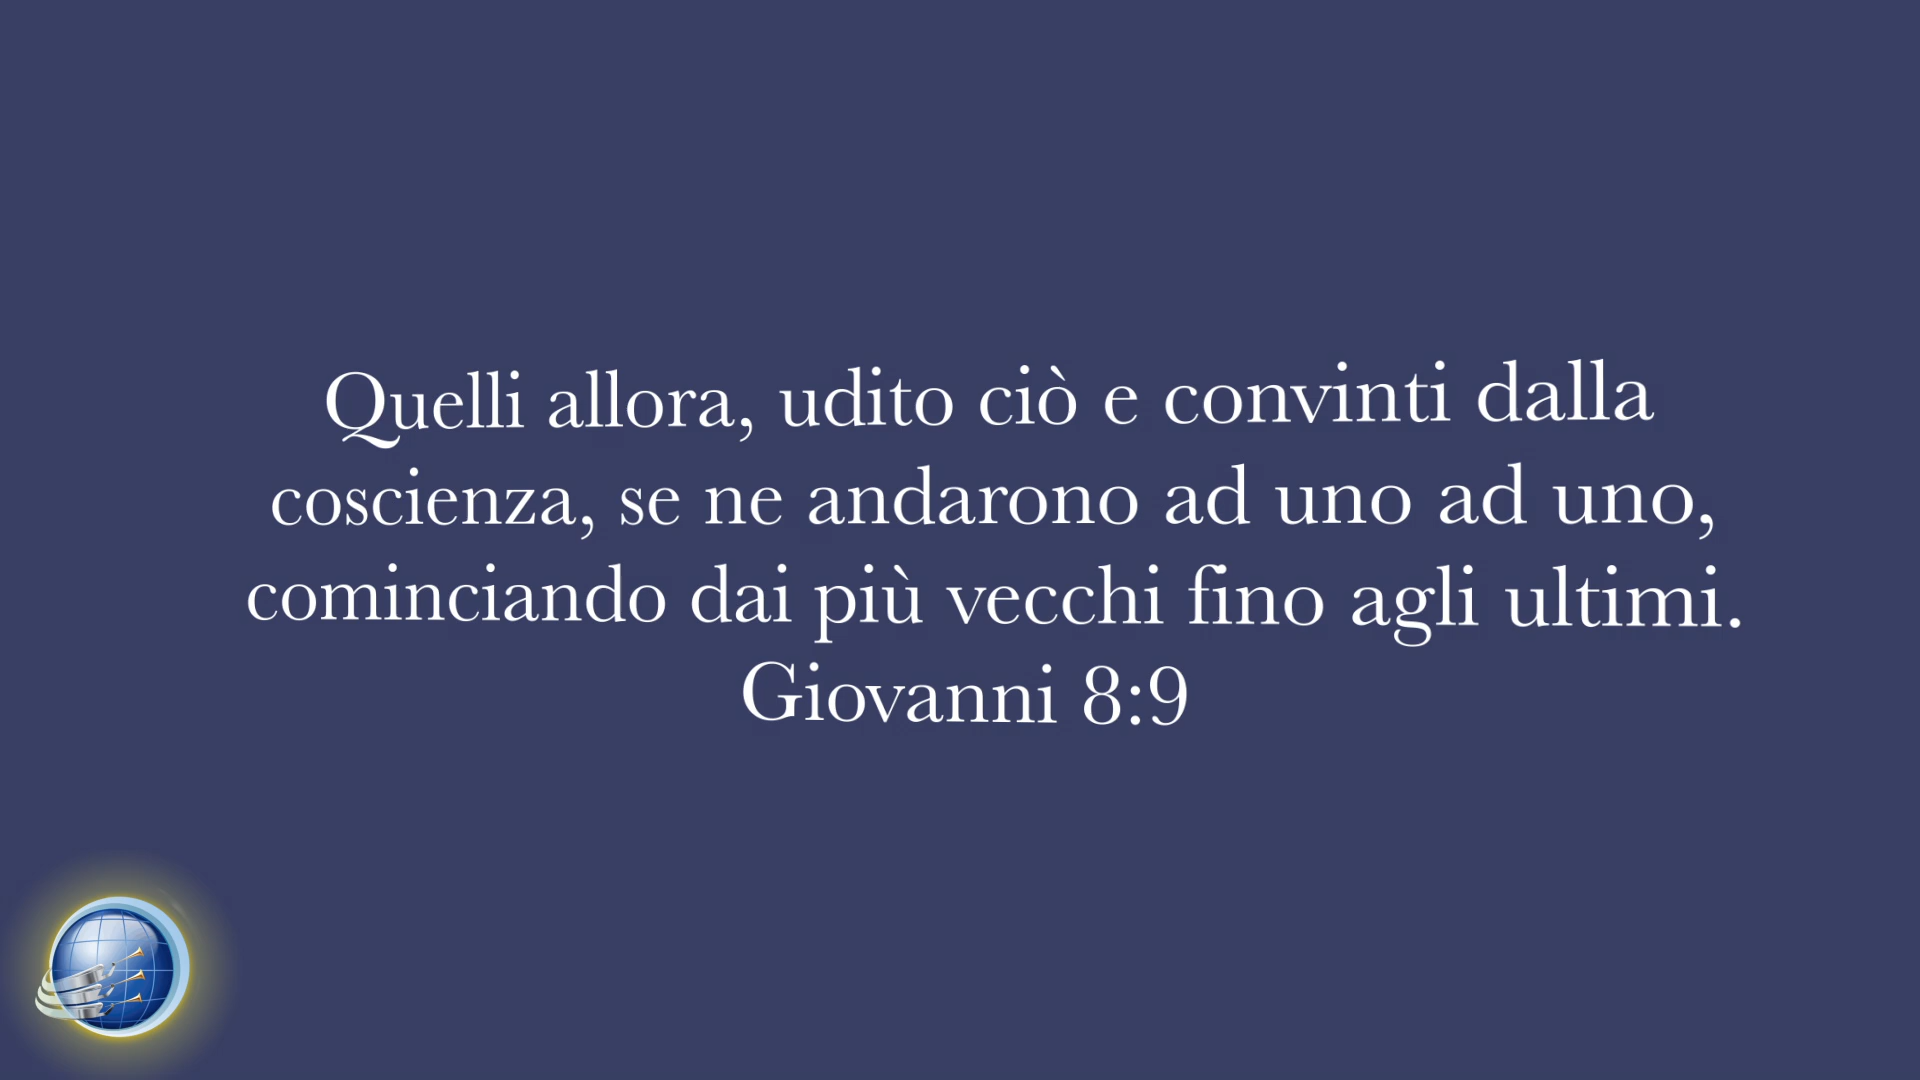 Quelli allora, udito ciò e convinti dalla
coscienza, se ne andarono ad uno ad uno,
cominciando dai più vecchi fino agli ultimi.
Giovanni 8:9